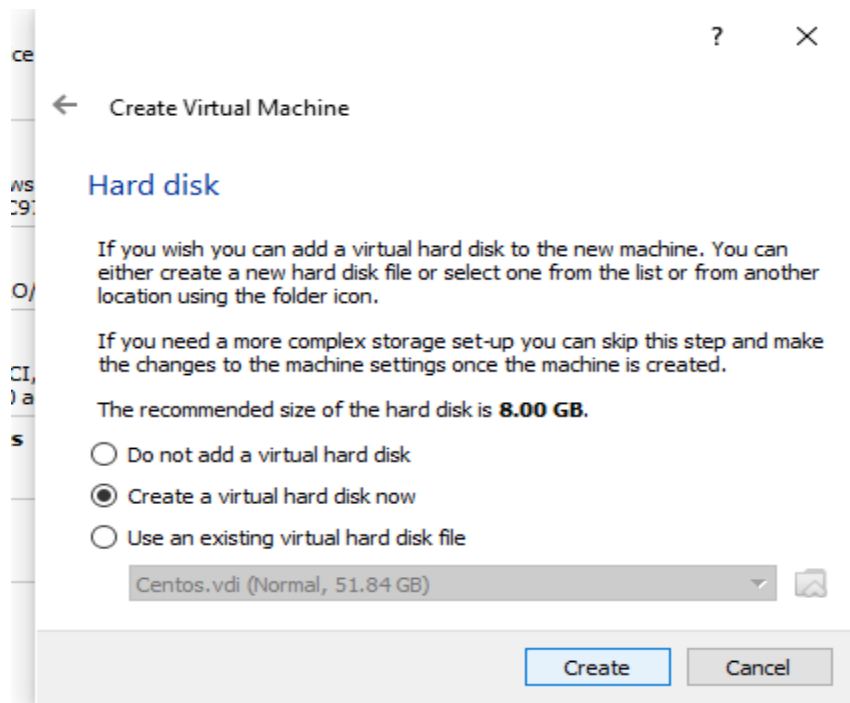 ?
ce
Create Virtual Machine
ws
C97
Hard disk
If you wish you can add a virtual hard disk to the new machine. You can
either create a new hard disk file or select one from the list or from another
location using the folder icon.
O/
If you need a more complex storage set-up you can skip this step and make
the changes to the machine settings once the machine is created.
CI,
) a
The recommended size of the hard disk is 8.00 GB.
s
Do not add a virtual hard disk
Create a virtual hard disk now
Use an existing virtual hard disk file
Centos.vdi (Normal, 51.84 GB)
Create
Cancel